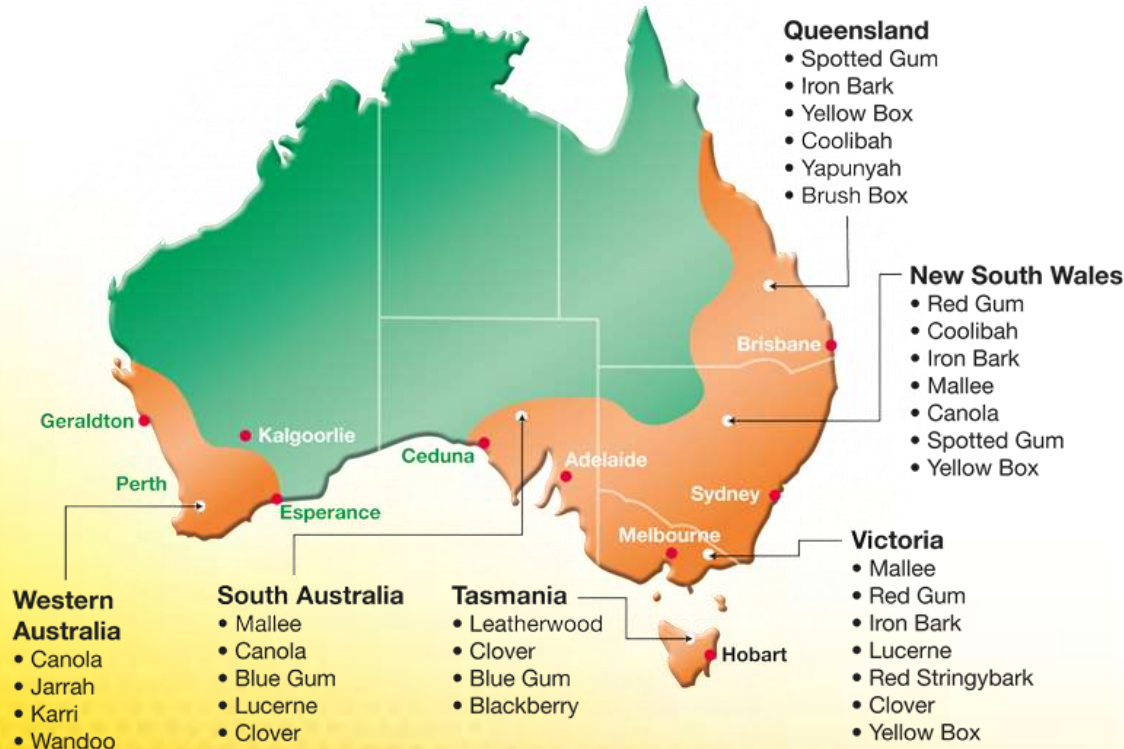 Queensland
• Spotted Gum
• Iron Bark
• Yellow Box
• Coolibah
• Yapunyah
• Brush Box
New South Wales
• Red Gum
• Coolibah
• Iron Bark
• Mallee
• Canola
• Spotted Gum
• Yellow Box
Brisbane
Geraldton
Kalgoorlie
Ceduna
Adelaide
Perth
Sydney
Esperance
Melbourne
Victoria
• Mallee
• Red Gum
• Iron Bark
• Lucerne
• Red Stringybark
• Clover
• Yellow Box
Western
Australia
• Canola
• Jarrah
• Karri
• Wandoo
South Australia
• Mallee
• Canola
• Blue Gum
• Lucerne
• Clover
Tasmania
• Leatherwood
• Clover
• Blue Gum
• Blackberry
Hobart